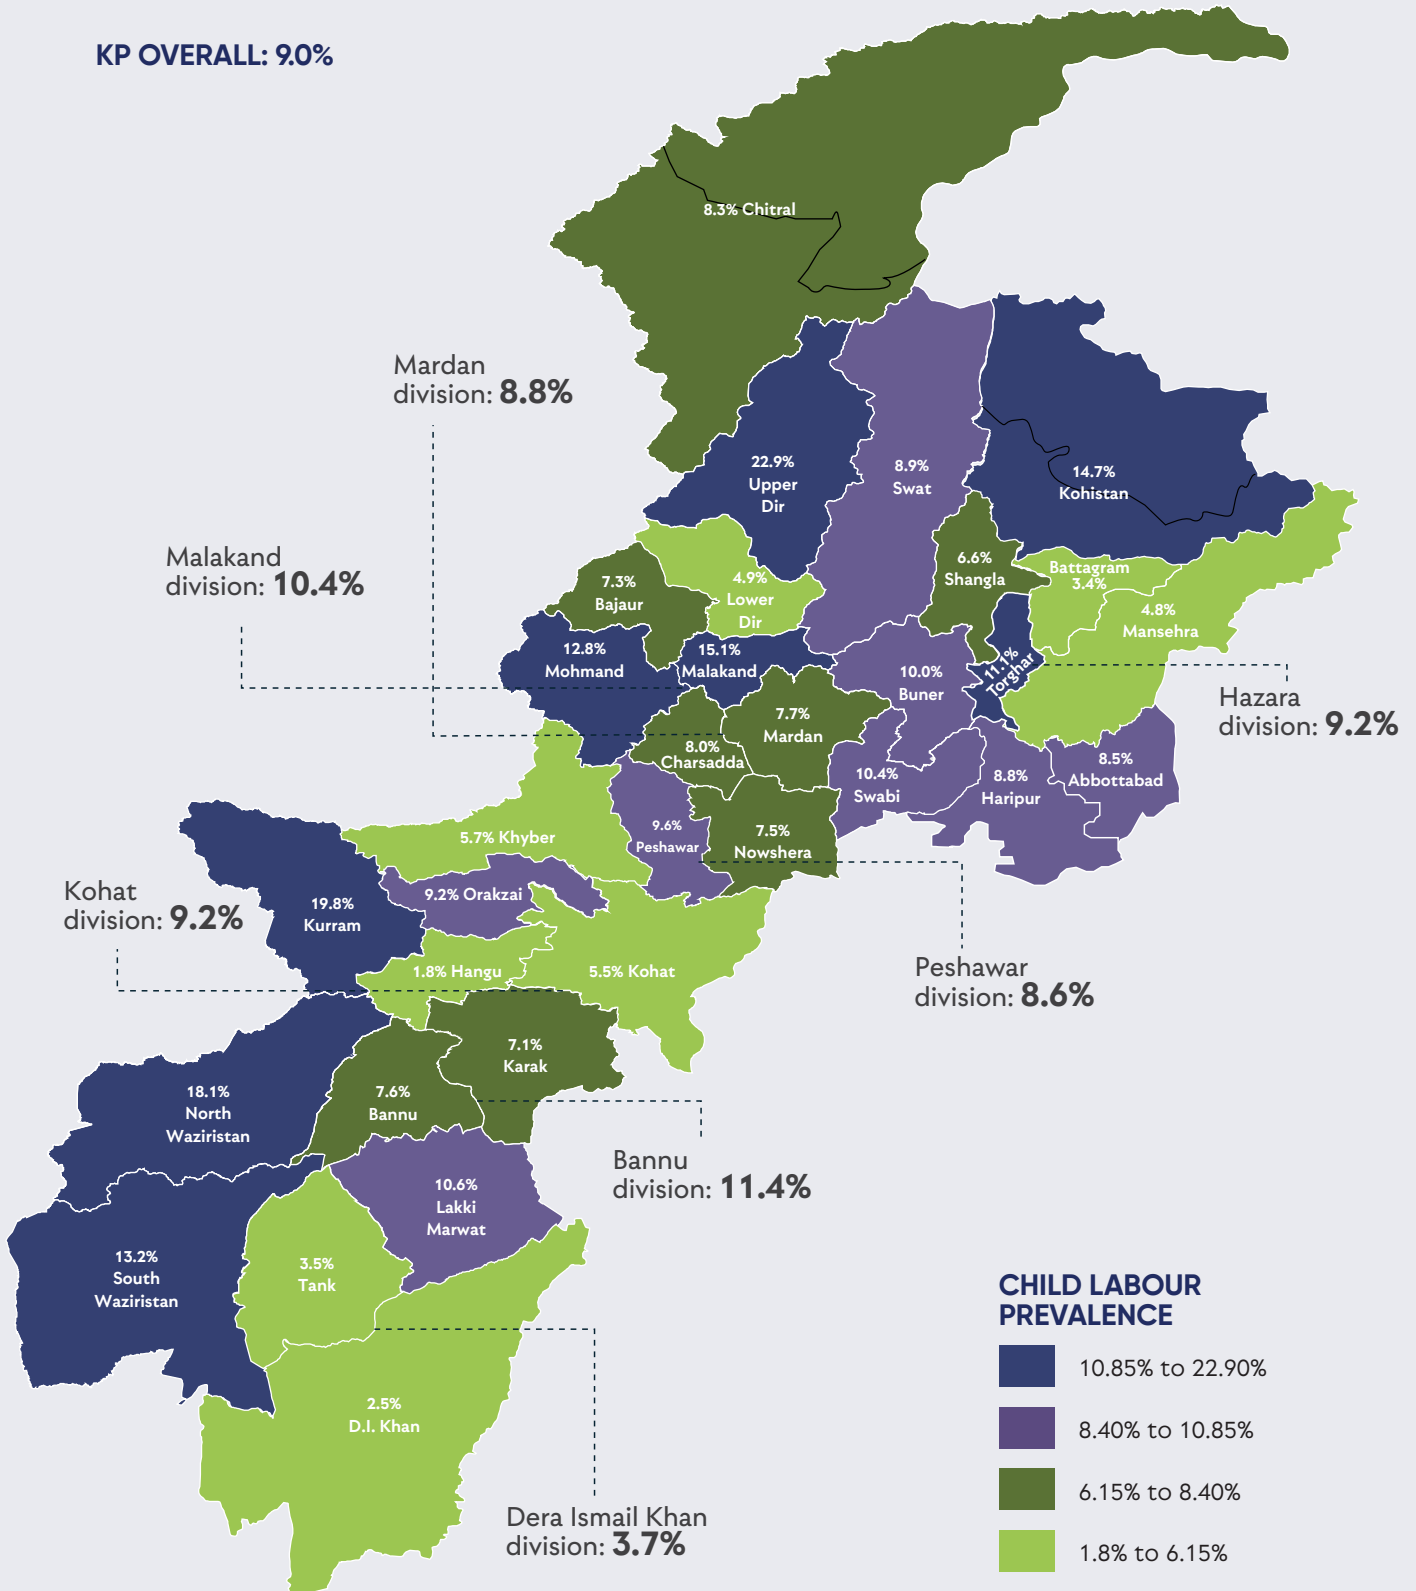 KP OVERALL: 9.0%
8.3% Chitral
Mardan
division: 8.8%
22.9%
Upper
Dir
8.9%
Swat
14.7%
Kohistan
Malakand
division: 10.4%
7.3%
Bajaur
4.9%
Lower
Dir
6.6%
Shangla
Battagram
3.4%
4.8%
Mansehra
12.8%
Mohmand
15.1%
Malakand
10.0%
Buner
11.1%
Torghar
Hazara
division: 9.2%
7.7%
Mardan
8.0%
Charsadda
10.4%
Swabi
8.8%
Haripur
8.5%
Abbottabad
5.7% Khyber
9.6%
Peshawar
7.5%
Nowshera
Kohat
division: 9.2%
19.8%
Kurram
9.2% Orakzai
1.8% Hangu
5.5% Kohat
Peshawar
division: 8.6%
7.1%
Karak
18.1%
North
Waziristan
7.6%
Bannu
Bannu
division: 11.4%
10.6%
Lakki
Marwat
13.2%
South
Waziristan
3.5%
Tank
2.5%
D.I. Khan
Dera Ismail Khan
division: 3.7%
CHILD LABOUR
PREVALENCE
10.85% to 22.90%
8.40% to 10.85%
6.15% to 8.40%
1.8% to 6.15%